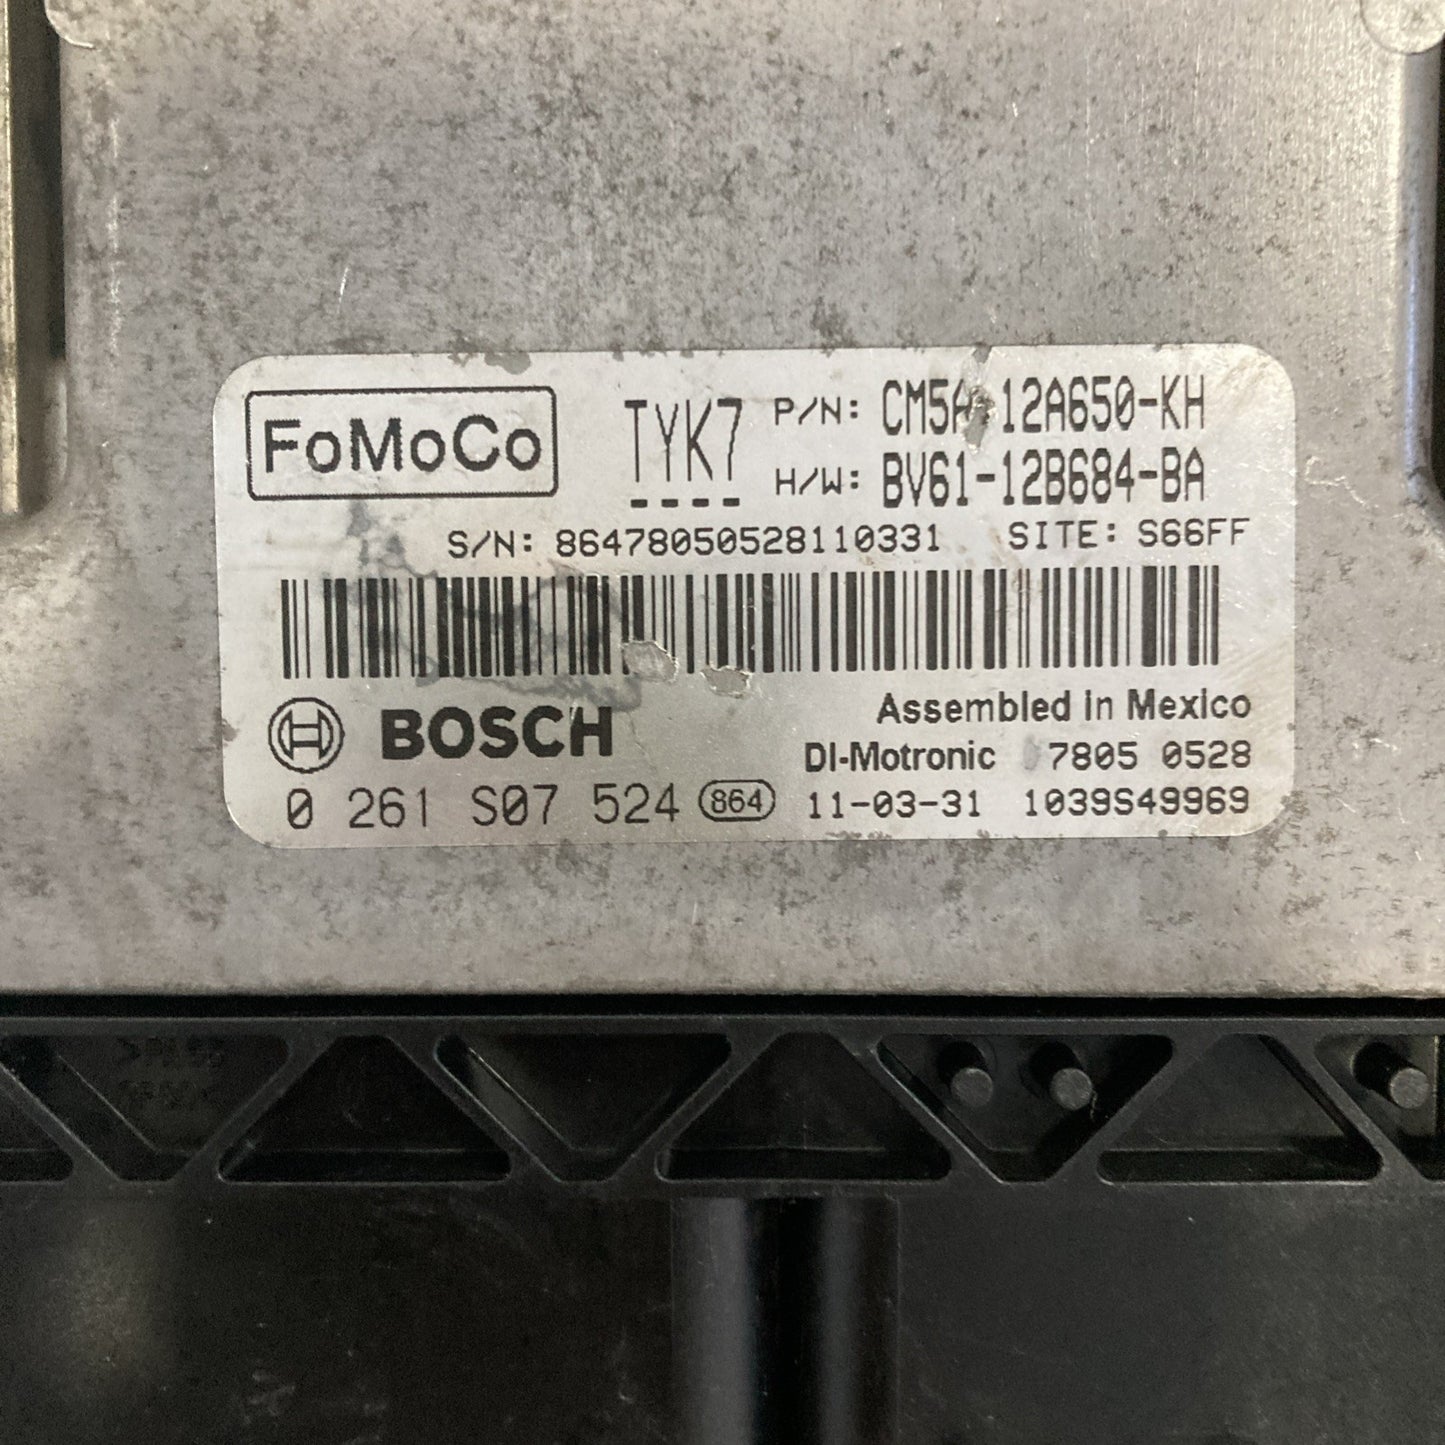 FoMoCo
TYK7
P/N: CM5A-12A650-KH
H/W: BV61-12B684-BA
S/N: 86478050528110331 SITE: S66FF
BOSCH
Assembled in Mexico
DI-Motronic 7805 0528
0 261 S07 524 864 11-03-31 1039S49969